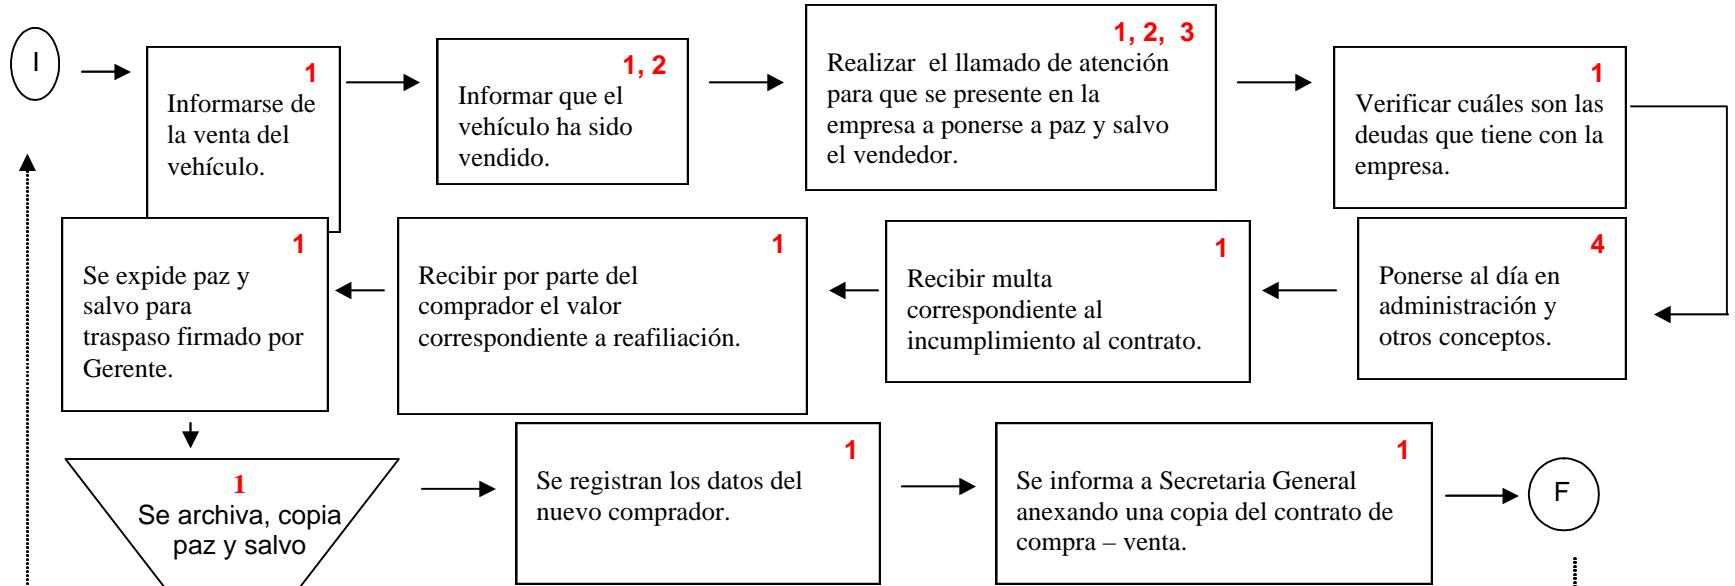 I
1
Informarse de
la venta del
vehículo.
1, 2
Informar que el
vehículo ha sido
vendido.
1, 2, 3
Realizar el llamado de atención
para que se presente en la
empresa a ponerse a paz y salvo
el vendedor.
1
Verificar cuáles son las
deudas que tiene con la
empresa.
4
Ponerse al día en
administración y
otros conceptos.
1
Recibir multa
correspondiente al
incumplimiento al contrato.
1
Recibir por parte del
comprador el valor
correspondiente a reafiliación.
1
Se expide paz y
salvo para
traspaso firmado por
Gerente.
1
Se archiva, copia
paz y salvo
1
Se registran los datos del
nuevo comprador.
1
Se informa a Secretaria General
anexando una copia del contrato de
compra – venta.
F